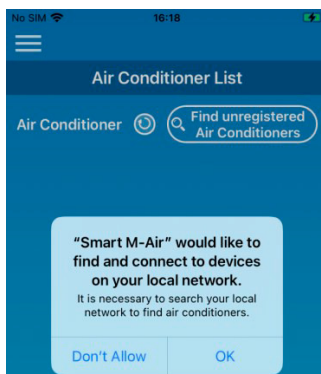 No SIM 16:18
Air Conditioner List
Air Conditioner Find unregistered
Air Conditioners
“Smart M-Air” would like to
find and connect to devices
on your local network.
It is necessary to search your local
network to find air conditioners.
Don't Allow OK